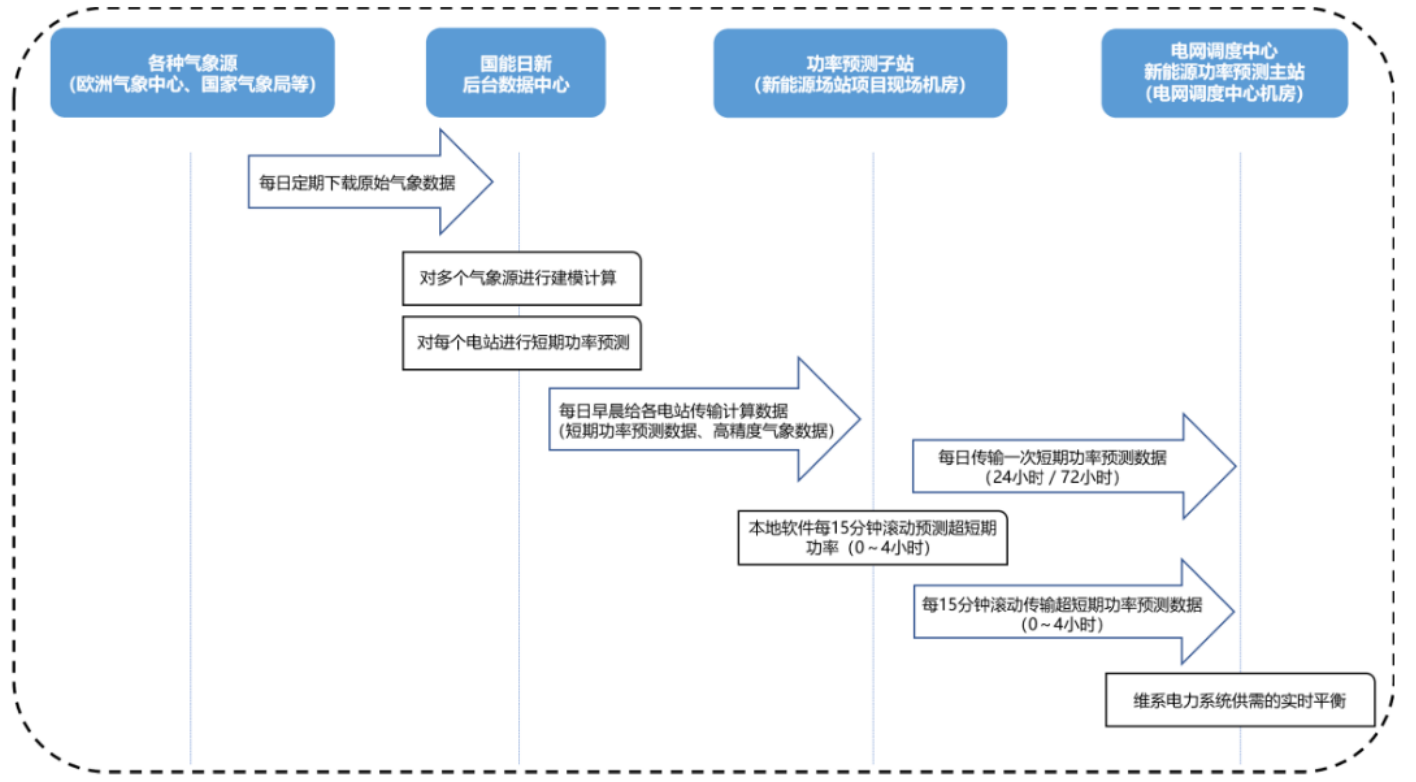 各种气象源
(欧洲气象中心、国家气象局等)
国能日新
后台数据中心
功率预测子站
(新能源场站项目现场机房)
电网调度中心
新能源功率预测主站
(电网调度中心机房)
每日定期下载原始气象数据
对多个气象源进行建模计算
对每个电站进行短期功率预测
每日早晨给各电站传输计算数据
(短期功率预测数据、高精度气象数据)
每日传输一次短期功率预测数据
(24小时 / 72小时)
本地软件每15分钟滚动预测超短期
功率（0～4小时）
每15分钟滚动传输超短期功率预测数据
(0～4小时)
维系电力系统供需的实时平衡